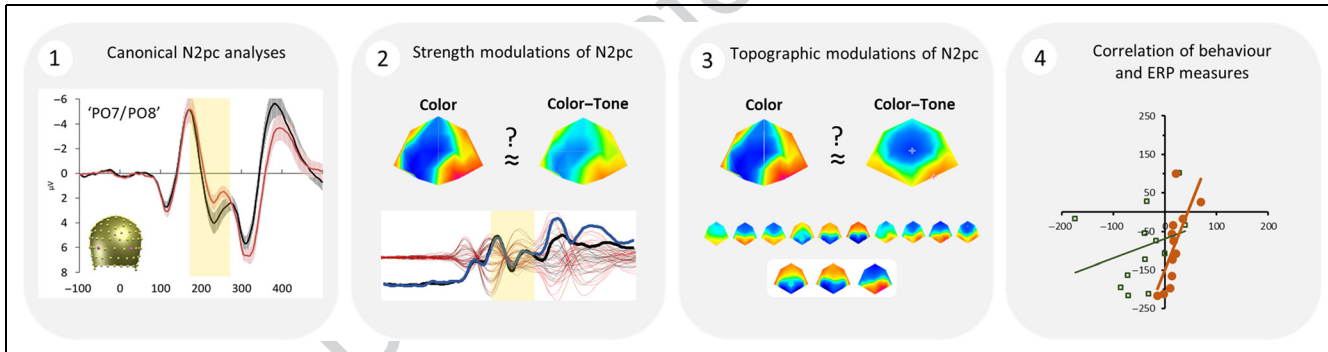 1
Canonical N2pc analyses
‘PO7/PO8’
−6
−4
−2
0
2
4
6
8
µV
−100 0 100 200 300 400
2
Strength modulations of N2pc
Color
Color–Tone
?
≈
3
Topographic modulations of N2pc
Color
Color–Tone
?
≈
4
Correlation of behaviour
and ERP measures
250
150
50
−50
−150
−250
−200 −100 0 100 200